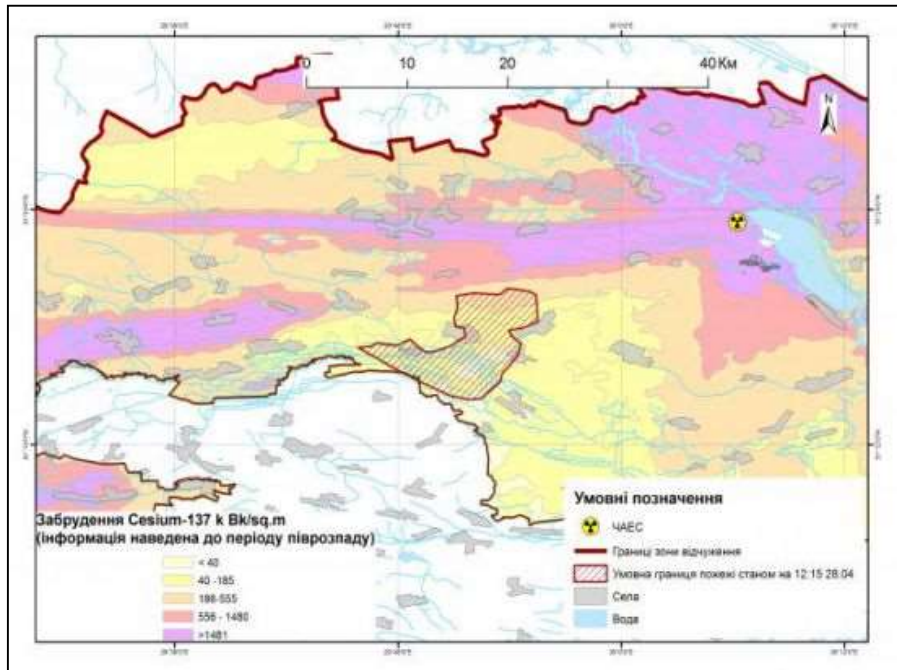 0 10 20 40 Км
N
Забруднення Cesium-137 k Bk/sq.m
(інформація наведена до періоду піврозпаду)
< 40
40 -185
186-555
556 - 1480
>1481
Умовні позначення
ЧАЕС
Границі зони відчуження
Умовна границя пожежі станом на 12:15 28.04
Села
Вода